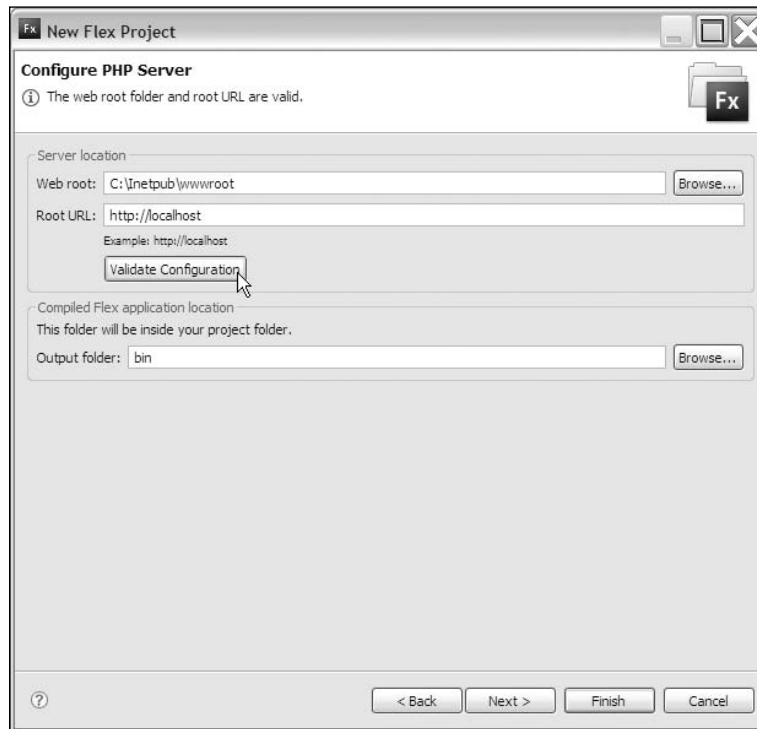 Fx New Flex Project
Configure PHP Server
i The web root folder and root URL are valid.
Fx
Server location
Web root: C:\Inetpub\wwwroot Browse...
Root URL: http://localhost
Example: http://localhost
Validate Configuration
Compiled Flex application location
This folder will be inside your project folder.
Output folder: bin Browse...
? < Back Next > Finish Cancel